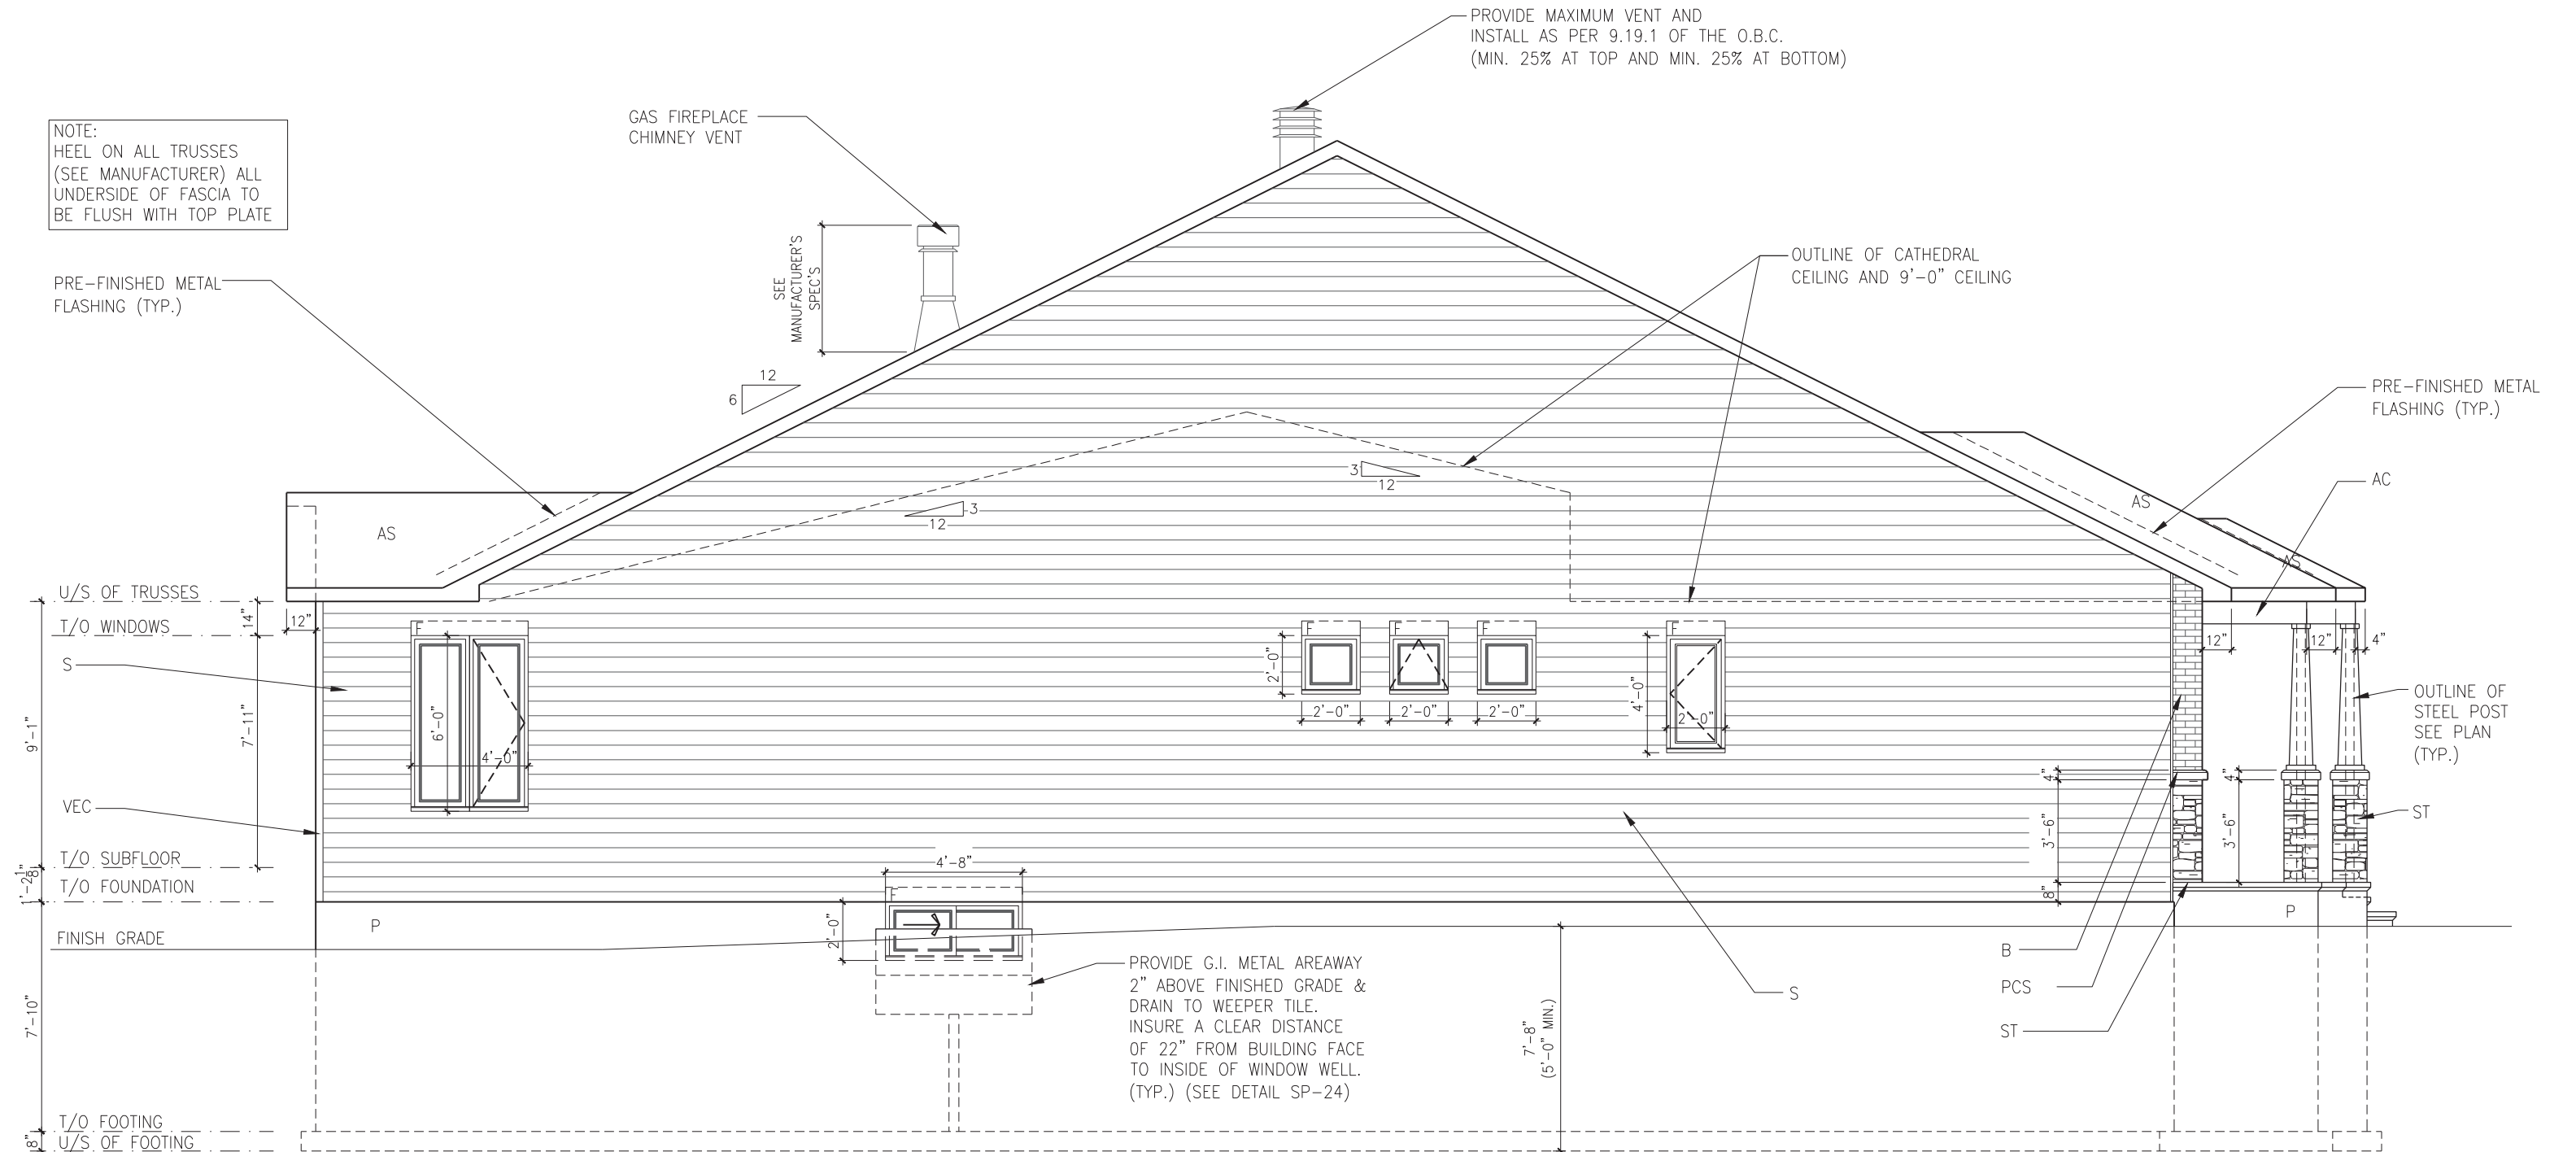 PROVIDE MAXIMUM VENT AND
INSTALL AS PER 9.19.1 OF THE O.B.C.
(MIN. 25% AT TOP AND MIN. 25% AT BOTTOM)
GAS FIREPLACE
CHIMNEY VENT
NOTE:
HEEL ON ALL TRUSSES
(SEE MANUFACTURER) ALL
UNDERSIDE OF FASCIA TO
BE FLUSH WITH TOP PLATE
SEE
MANUFACTURER'S
SPEC'S
OUTLINE OF CATHEDRAL
CEILING AND 9'-0" CEILING
PRE-FINISHED METAL
FLASHING (TYP.)
12
6
PRE-FINISHED METAL
FLASHING (TYP.)
3
12
3
12
AC
AS
AS
AS
U/S OF TRUSSES
14"
12"
T/O WINDOWS
F
F
F
F
F
12"
12"
4"
S
2'-0"
2'-0"
2'-0"
2'-0"
4'-0"
2'-0"
OUTLINE OF
STEEL POST
SEE PLAN
(TYP.)
9'-1"
7'-11"
6'-0"
4'-0"
4"
4"
VEC
ST
3'-6"
3'-6"
T/O SUBFLOOR
4'-8"
1'-2 1/8"
T/O FOUNDATION
F
8"
P
P
2'-0"
FINISH GRADE
B
PROVIDE G.I. METAL AREAWAY
2" ABOVE FINISHED GRADE &
DRAIN TO WEEPER TILE.
INSURE A CLEAR DISTANCE
OF 22" FROM BUILDING FACE
TO INSIDE OF WINDOW WELL.
(TYP.) (SEE DETAIL SP-24)
S
PCS
ST
7'-10"
7'-8"
(5'-0" MIN.)
T/O FOOTING
8"
U/S OF FOOTING